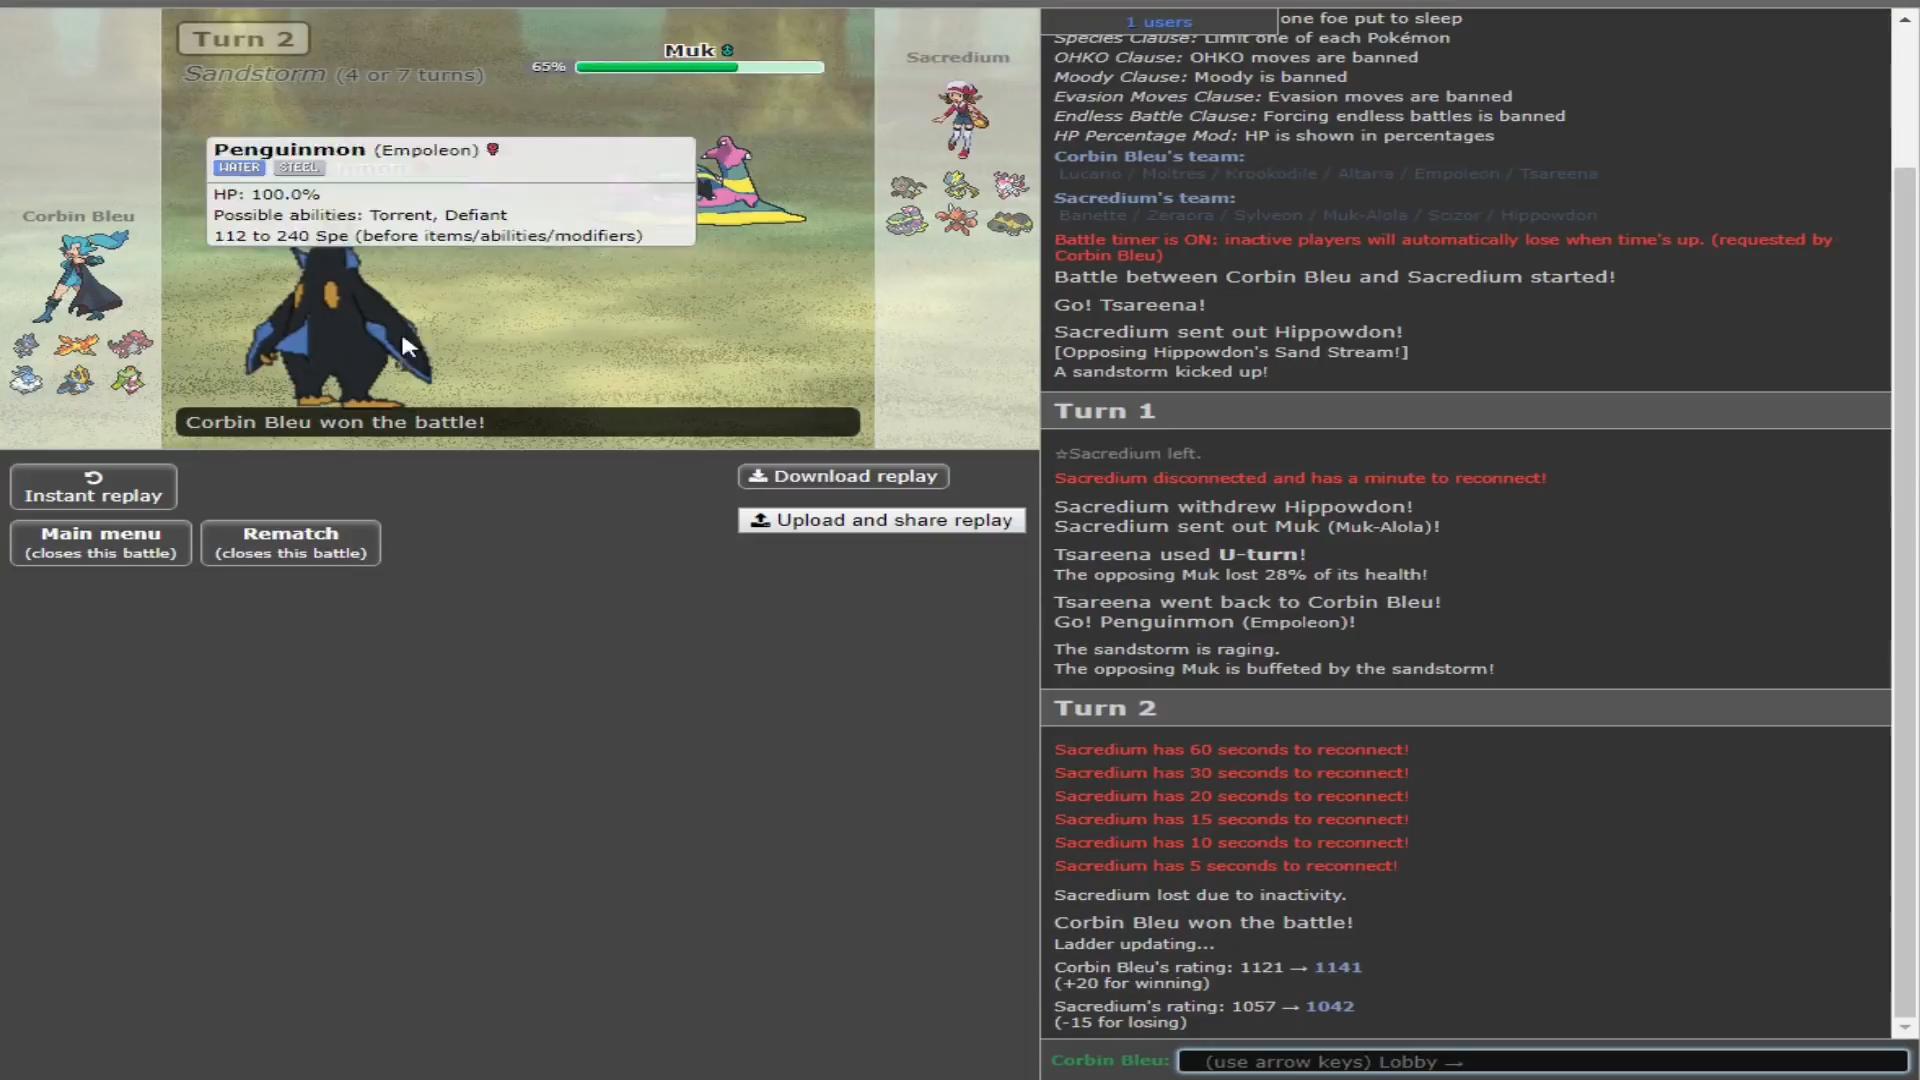 Turn 2
Sandstorm (4 or 7 turns)
Muk
65%
Penguinmon (Empoleon)
WATER STEEL
HP: 100.0%
Possible abilities: Torrent, Defiant
112 to 240 Spe (before items/abilities/modifiers)
Corbin Bleu
Sacredium
Corbin Bleu won the battle!
Instant replay
Download replay
Upload and share replay
Main menu
(closes this battle)
Rematch
(closes this battle)
1 users
one foe put to sleep
Species Clause: Limit one of each Pokémon
OHKO Clause: OHKO moves are banned
Moody Clause: Moody is banned
Evasion Moves Clause: Evasion moves are banned
Endless Battle Clause: Forcing endless battles is banned
HP Percentage Mod: HP is shown in percentages
Corbin Bleu's team:
Lucario / Moltres / Krookodile / Altaria / Empoleon / Tsareena
Sacredium's team:
Banette / Zeraora / Sylveon / Muk-Alola / Scizor / Hippowdon
Battle timer is ON: inactive players will automatically lose when time's up. (requested by
Corbin Bleu)
Battle between Corbin Bleu and Sacredium started!
Go! Tsareena!
Sacredium sent out Hippowdon!
[Opposing Hippowdon's Sand Stream!]
A sandstorm kicked up!
Turn 1
☆Sacredium left.
Sacredium disconnected and has a minute to reconnect!
Sacredium withdrew Hippowdon!
Sacredium sent out Muk (Muk-Alola)!
Tsareena used U-turn!
The opposing Muk lost 28% of its health!
Tsareena went back to Corbin Bleu!
Go! Penguinmon (Empoleon)!
The sandstorm is raging.
The opposing Muk is buffeted by the sandstorm!
Turn 2
Sacredium has 60 seconds to reconnect!
Sacredium has 30 seconds to reconnect!
Sacredium has 20 seconds to reconnect!
Sacredium has 15 seconds to reconnect!
Sacredium has 10 seconds to reconnect!
Sacredium has 5 seconds to reconnect!
Sacredium lost due to inactivity.
Corbin Bleu won the battle!
Ladder updating...
Corbin Bleu's rating: 1121 → 1141
(+20 for winning)
Sacredium's rating: 1057 → 1042
(-15 for losing)
Corbin Bleu: (use arrow keys) Lobby →